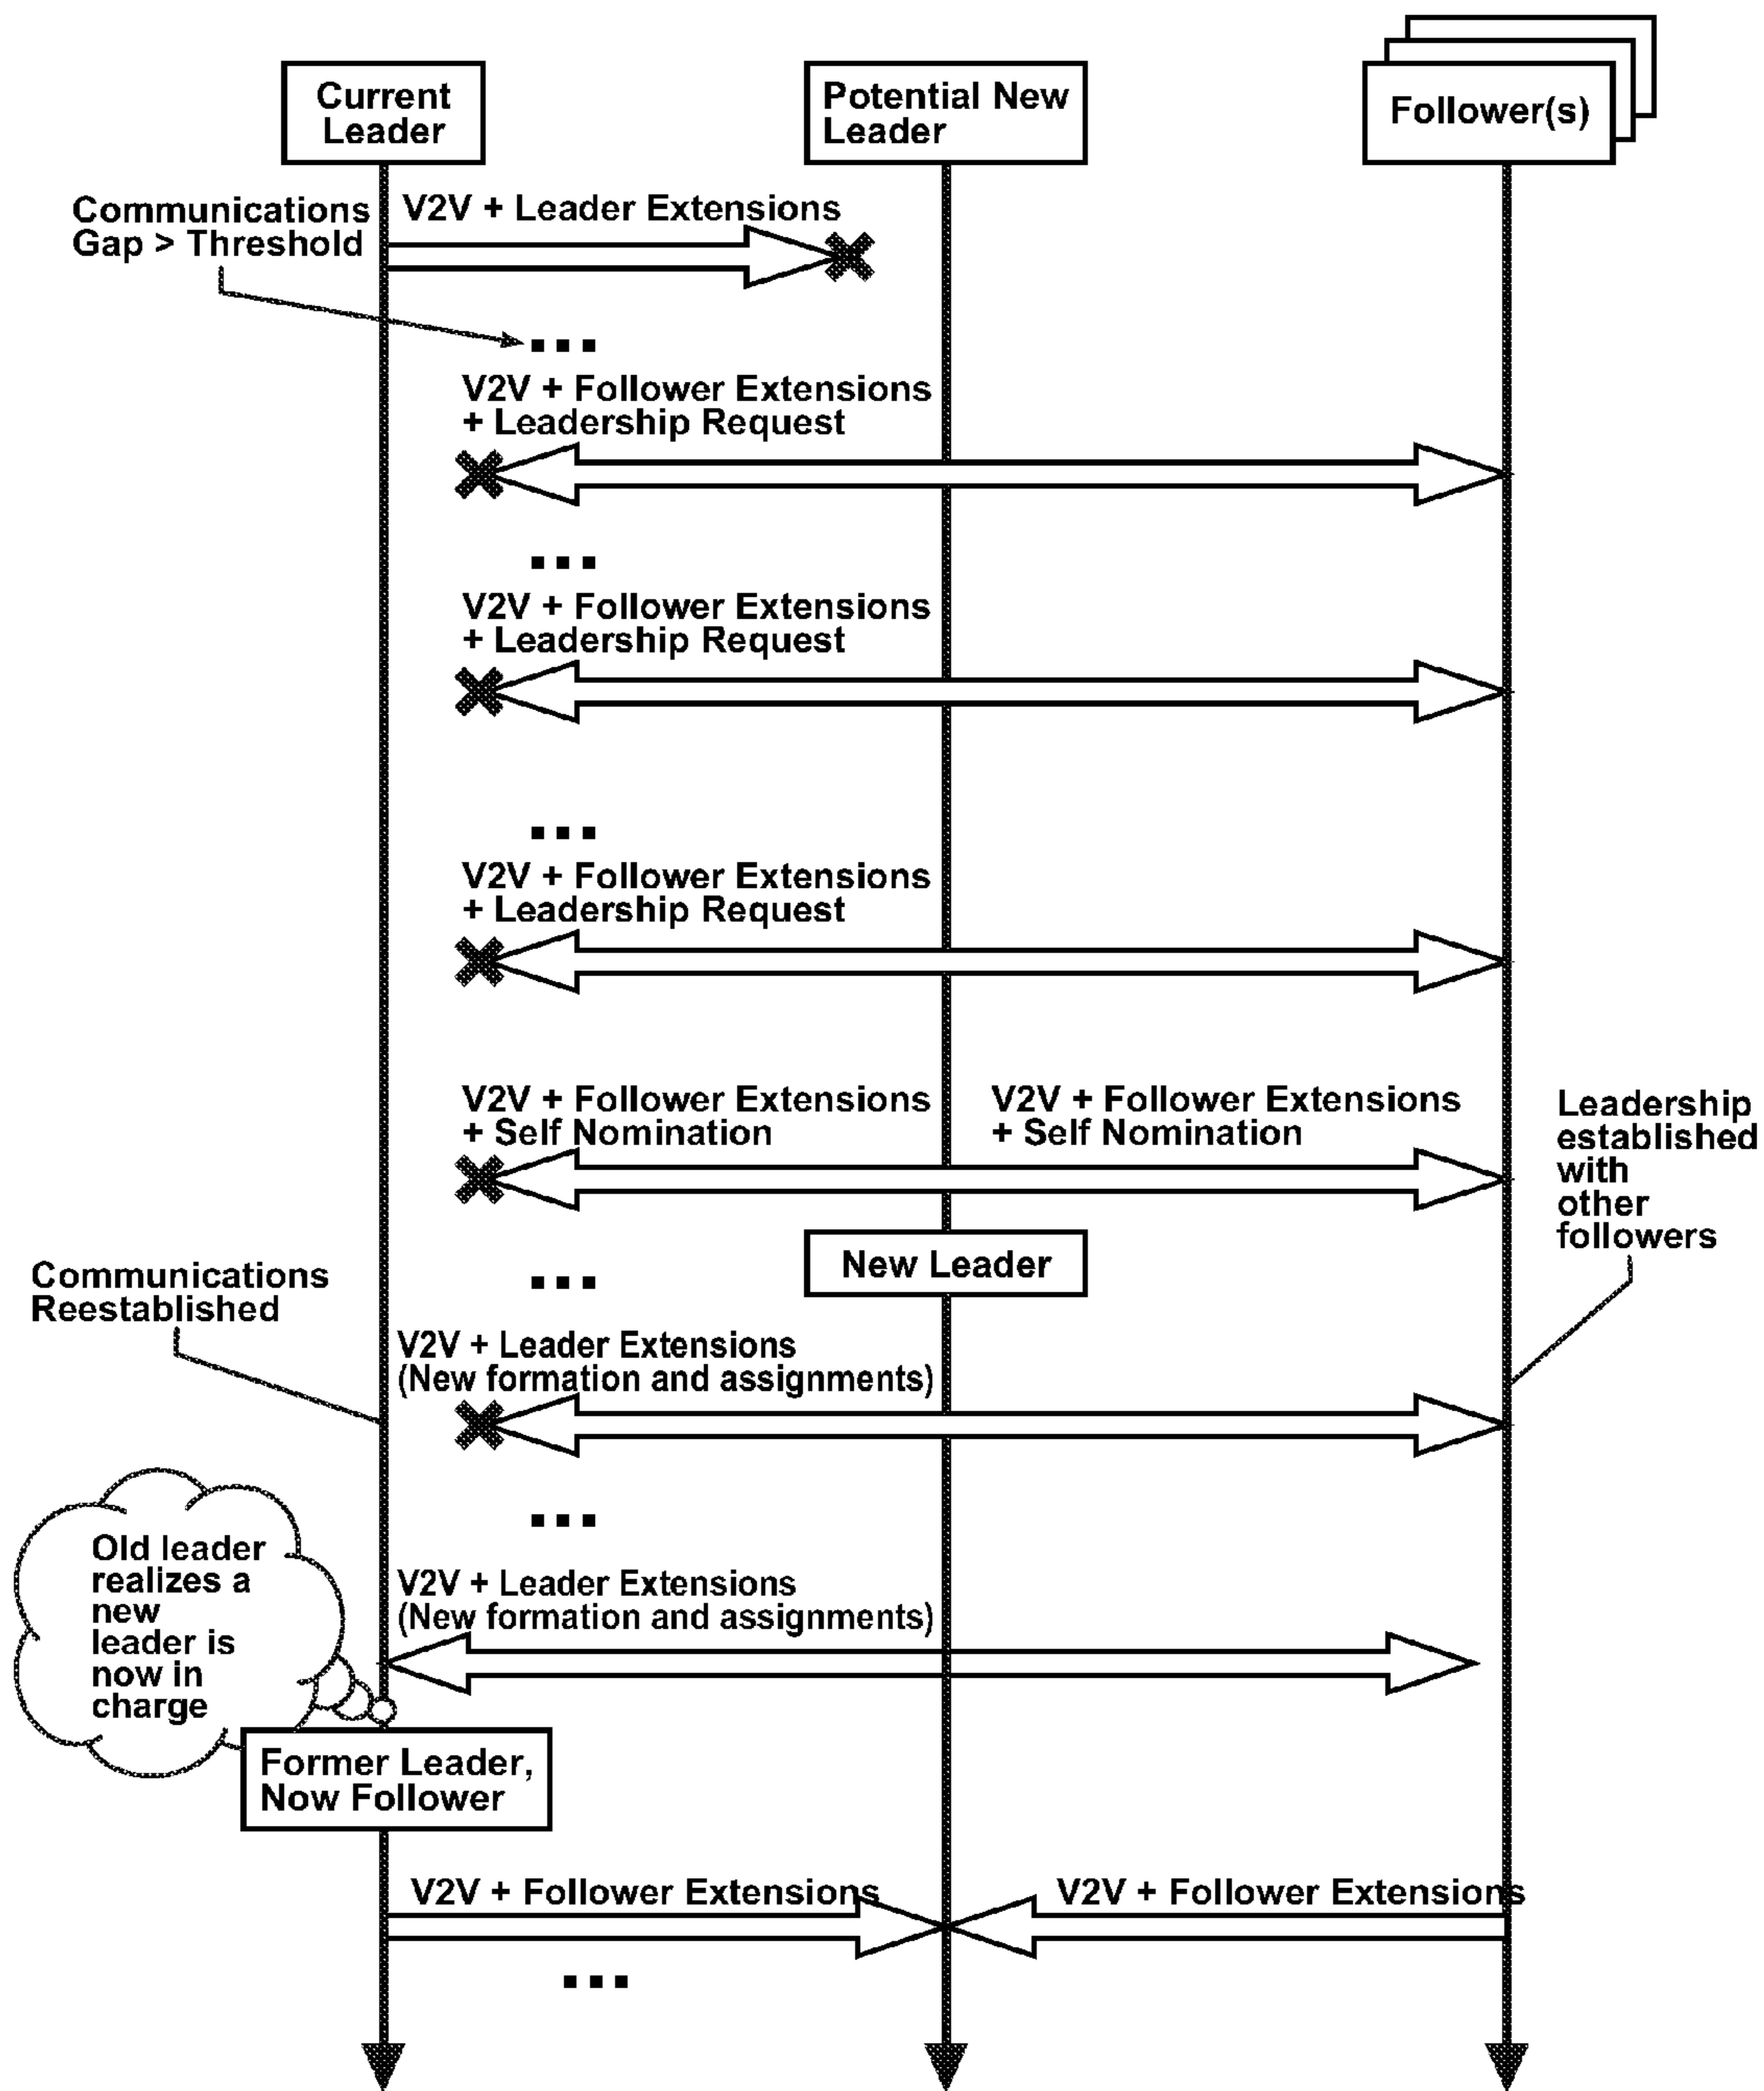 Current
Leader
Potential New
Leader
Follower(s)
Communications
Gap > Threshold
V2V + Leader Extensions
...
V2V + Follower Extensions
+ Leadership Request
...
V2V + Follower Extensions
+ Leadership Request
...
V2V + Follower Extensions
+ Leadership Request
V2V + Follower Extensions
+ Self Nomination
V2V + Follower Extensions
+ Self Nomination
Leadership
established
with
other
followers
New Leader
Communications
Reestablished
...
V2V + Leader Extensions
(New formation and assignments)
...
Old leader
realizes a
new
leader is
now in
charge
V2V + Leader Extensions
(New formation and assignments)
Former Leader,
Now Follower
V2V + Follower Extensions
V2V + Follower Extensions
...